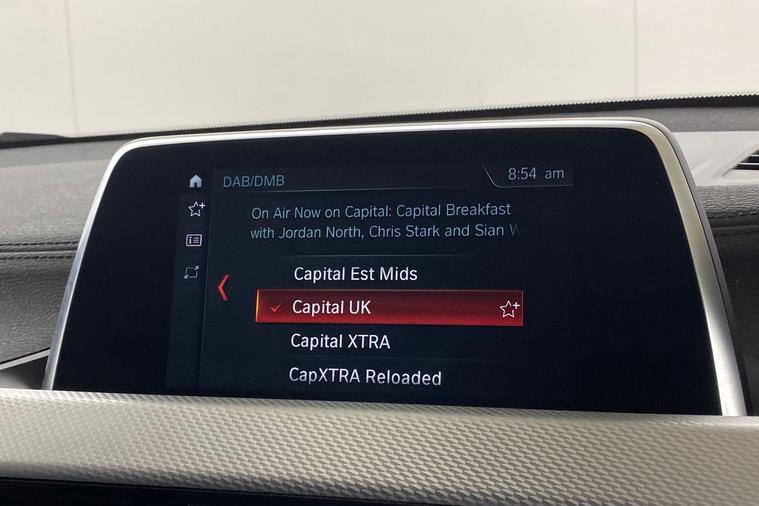 DAB/DMB
8:54 am
On Air Now on Capital: Capital Breakfast
with Jordan North, Chris Stark and Sian
Capital Est Mids
Capital UK
Capital XTRA
CapXTRA Reloaded